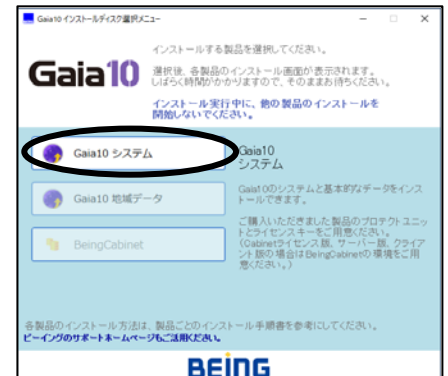 Gaia10 インストールディスク選択メニュー
インストールする製品を選択してください。
Gaia10
選択後、各製品のインストール画面が表示されます。
しばらく時間がかかりますので、そのままお待ちください。
インストール実行中に、他の製品のインストールを
開始しないでください。
Gaia10 システム
Gaia10
システム
Gaia10のシステムと基本的なデータをインス
トールできます。
Gaia10 地域データ
ご購入いただきました製品のプロテクトユニッ
トとライセンスキーをご用意ください。
(Cabinetライセンス版、サーバー版、クライア
ント版の場合はBeingCabinetの環境をご用
意ください。)
BeingCabinet
各製品のインストール方法は、製品ごとのインストール手順書を参考にしてください。
ビーイングのサポートホームページもご活用ください。
BEING